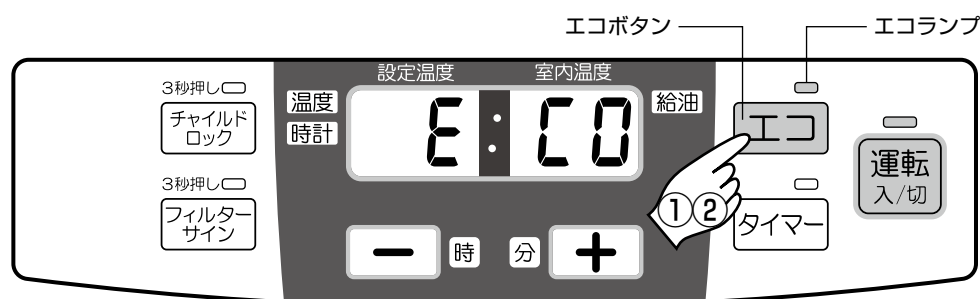 エコボタン
エコランプ
設定温度
室内温度
3秒押し
チャイルド
ロック
温度
時計
E:CO
給油
エコ
運転
入/切
3秒押し
フィルター
サイン
①②
タイマー
−
時
分
+